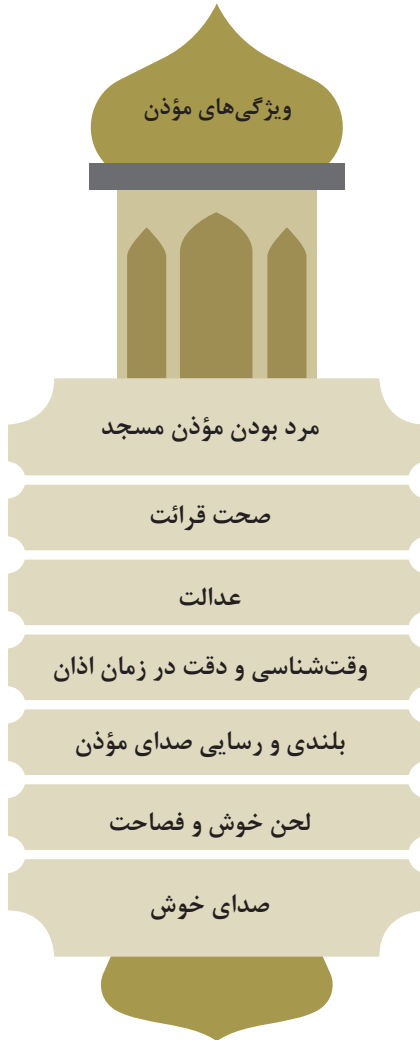 ویژگی‌های مؤذن
مرد بودن مؤذن مسجد
صحت قرائت
عدالت
وقت‌شناسی و دقت در زمان اذان
بلندی و رسایی صدای مؤذن
لحن خوش و فصاحت
صدای خوش